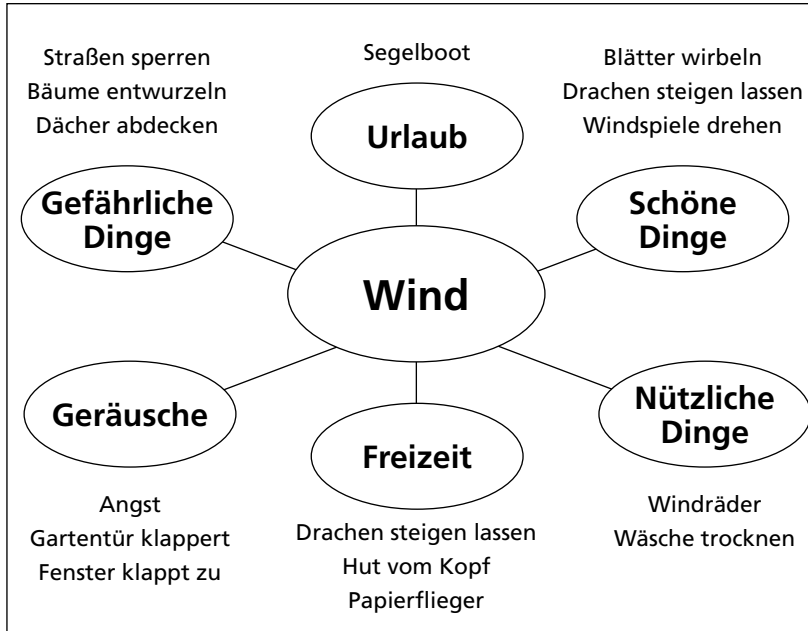 Straßen sperren
Bäume entwurzeln
Dächer abdecken
Segelboot
Blätter wirbeln
Drachen steigen lassen
Windspiele drehen
Urlaub
Gefährliche
Dinge
Schöne
Dinge
Wind
Geräusche
Freizeit
Nützliche
Dinge
Angst
Gartentür klappert
Fenster klappt zu
Drachen steigen lassen
Hut vom Kopf
Papierflieger
Windräder
Wäsche trocknen